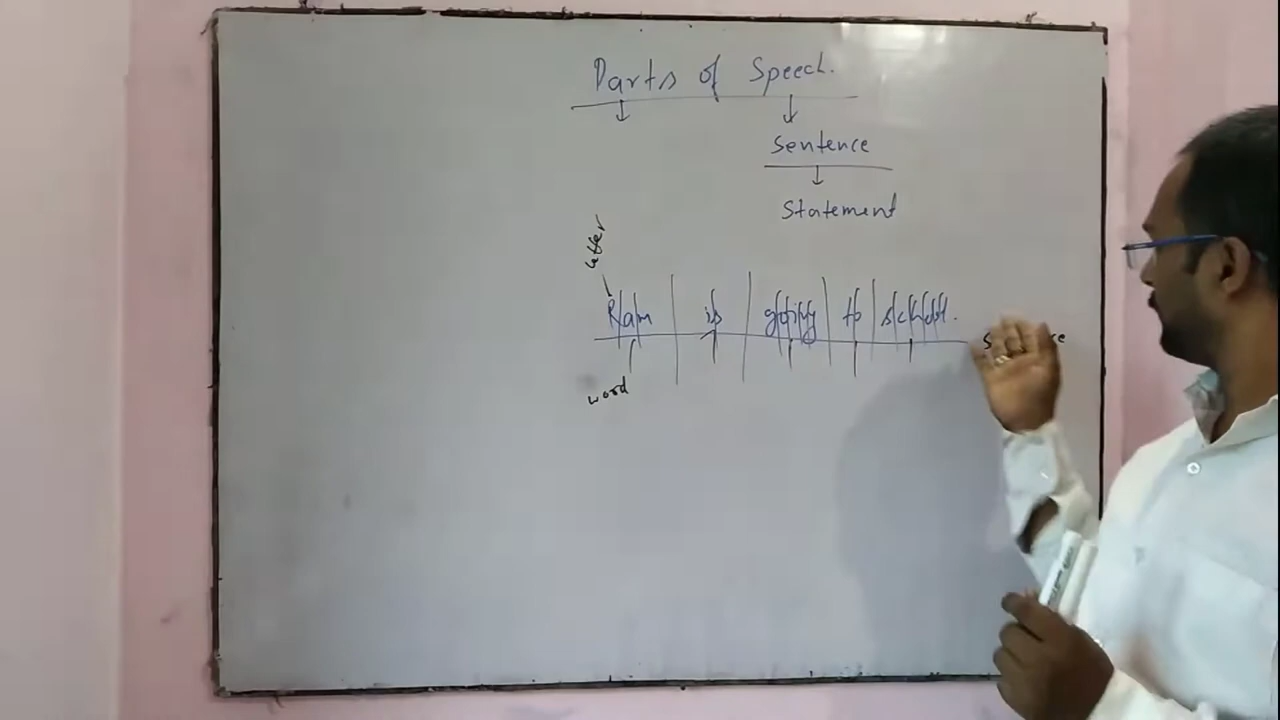 Parts of Speech.
Sentence
Statement
letter
Ram is going to school.
word